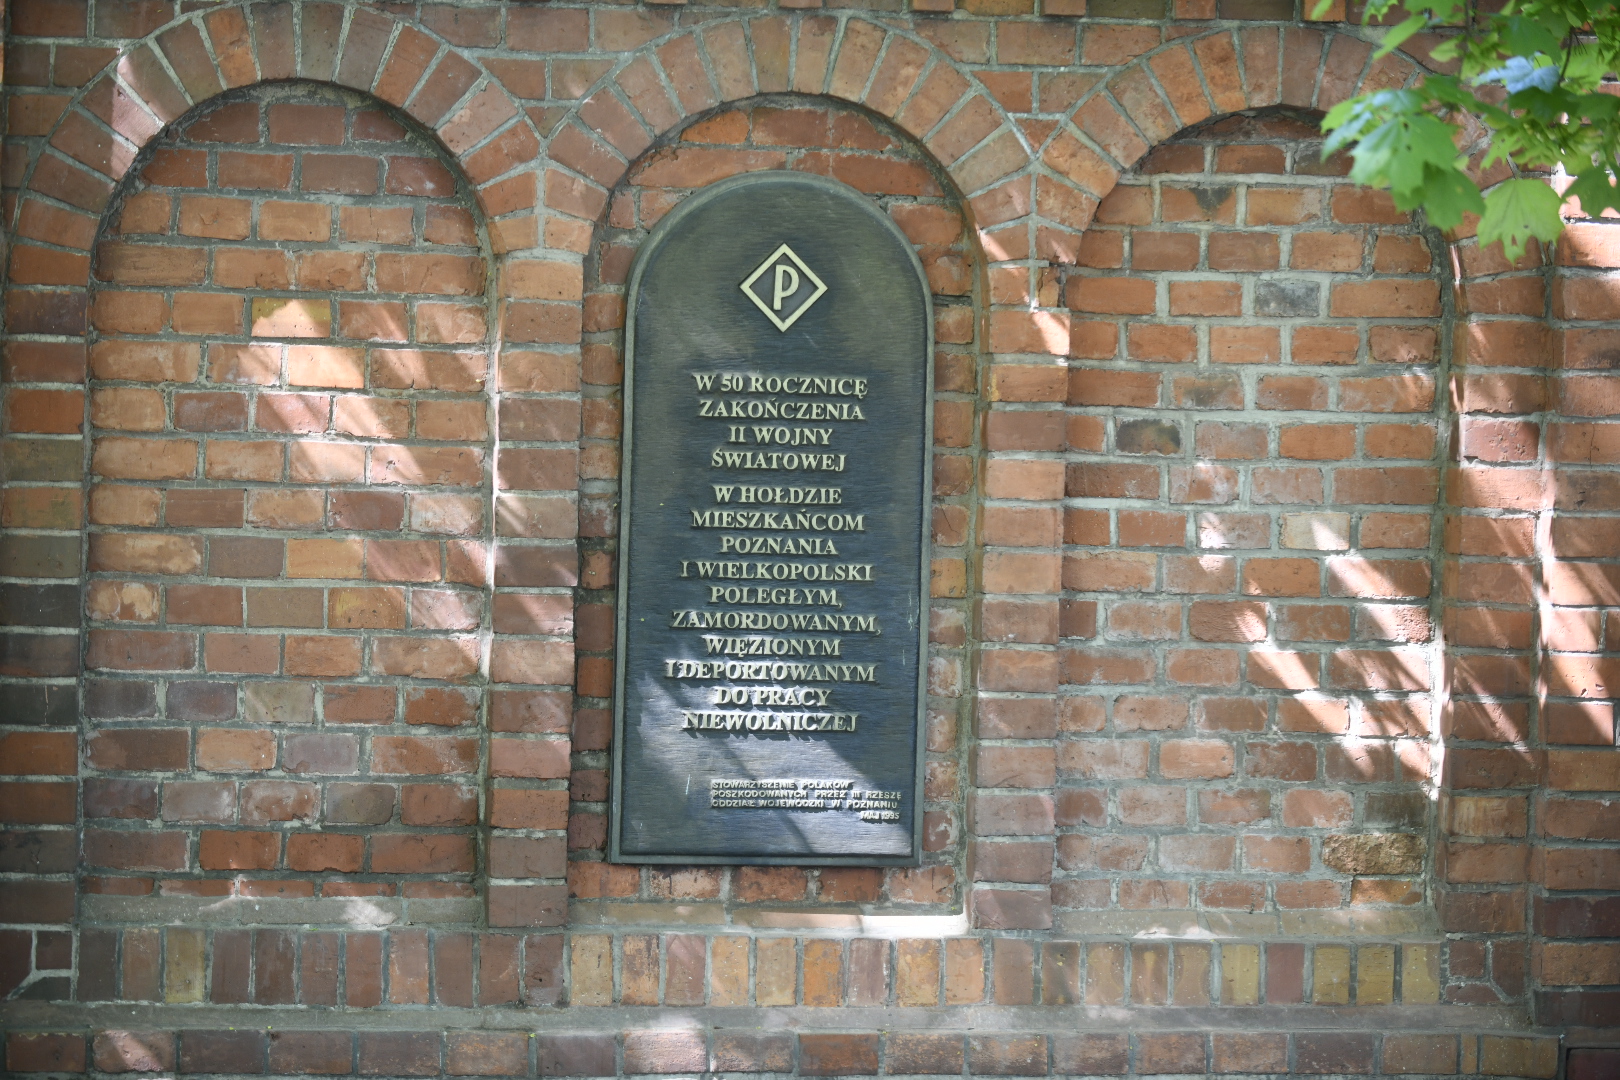 P
W 50 ROCZNICĘ
ZAKOŃCZENIA
II WOJNY
ŚWIATOWEJ
W HOŁDZIE
MIESZKAŃCOM
POZNANIA
I WIELKOPOLSKI
POLEGŁYM,
ZAMORDOWANYM,
WIĘZIONYM
I DEPORTOWANYM
DO PRACY
NIEWOLNICZEJ
STOWARZYSZENIE POLAKÓW
POSZKODOWANYCH PRZEZ III RZESZĘ
ODDZIAŁ WOJEWÓDZKI W POZNANIU
MAJ 1995